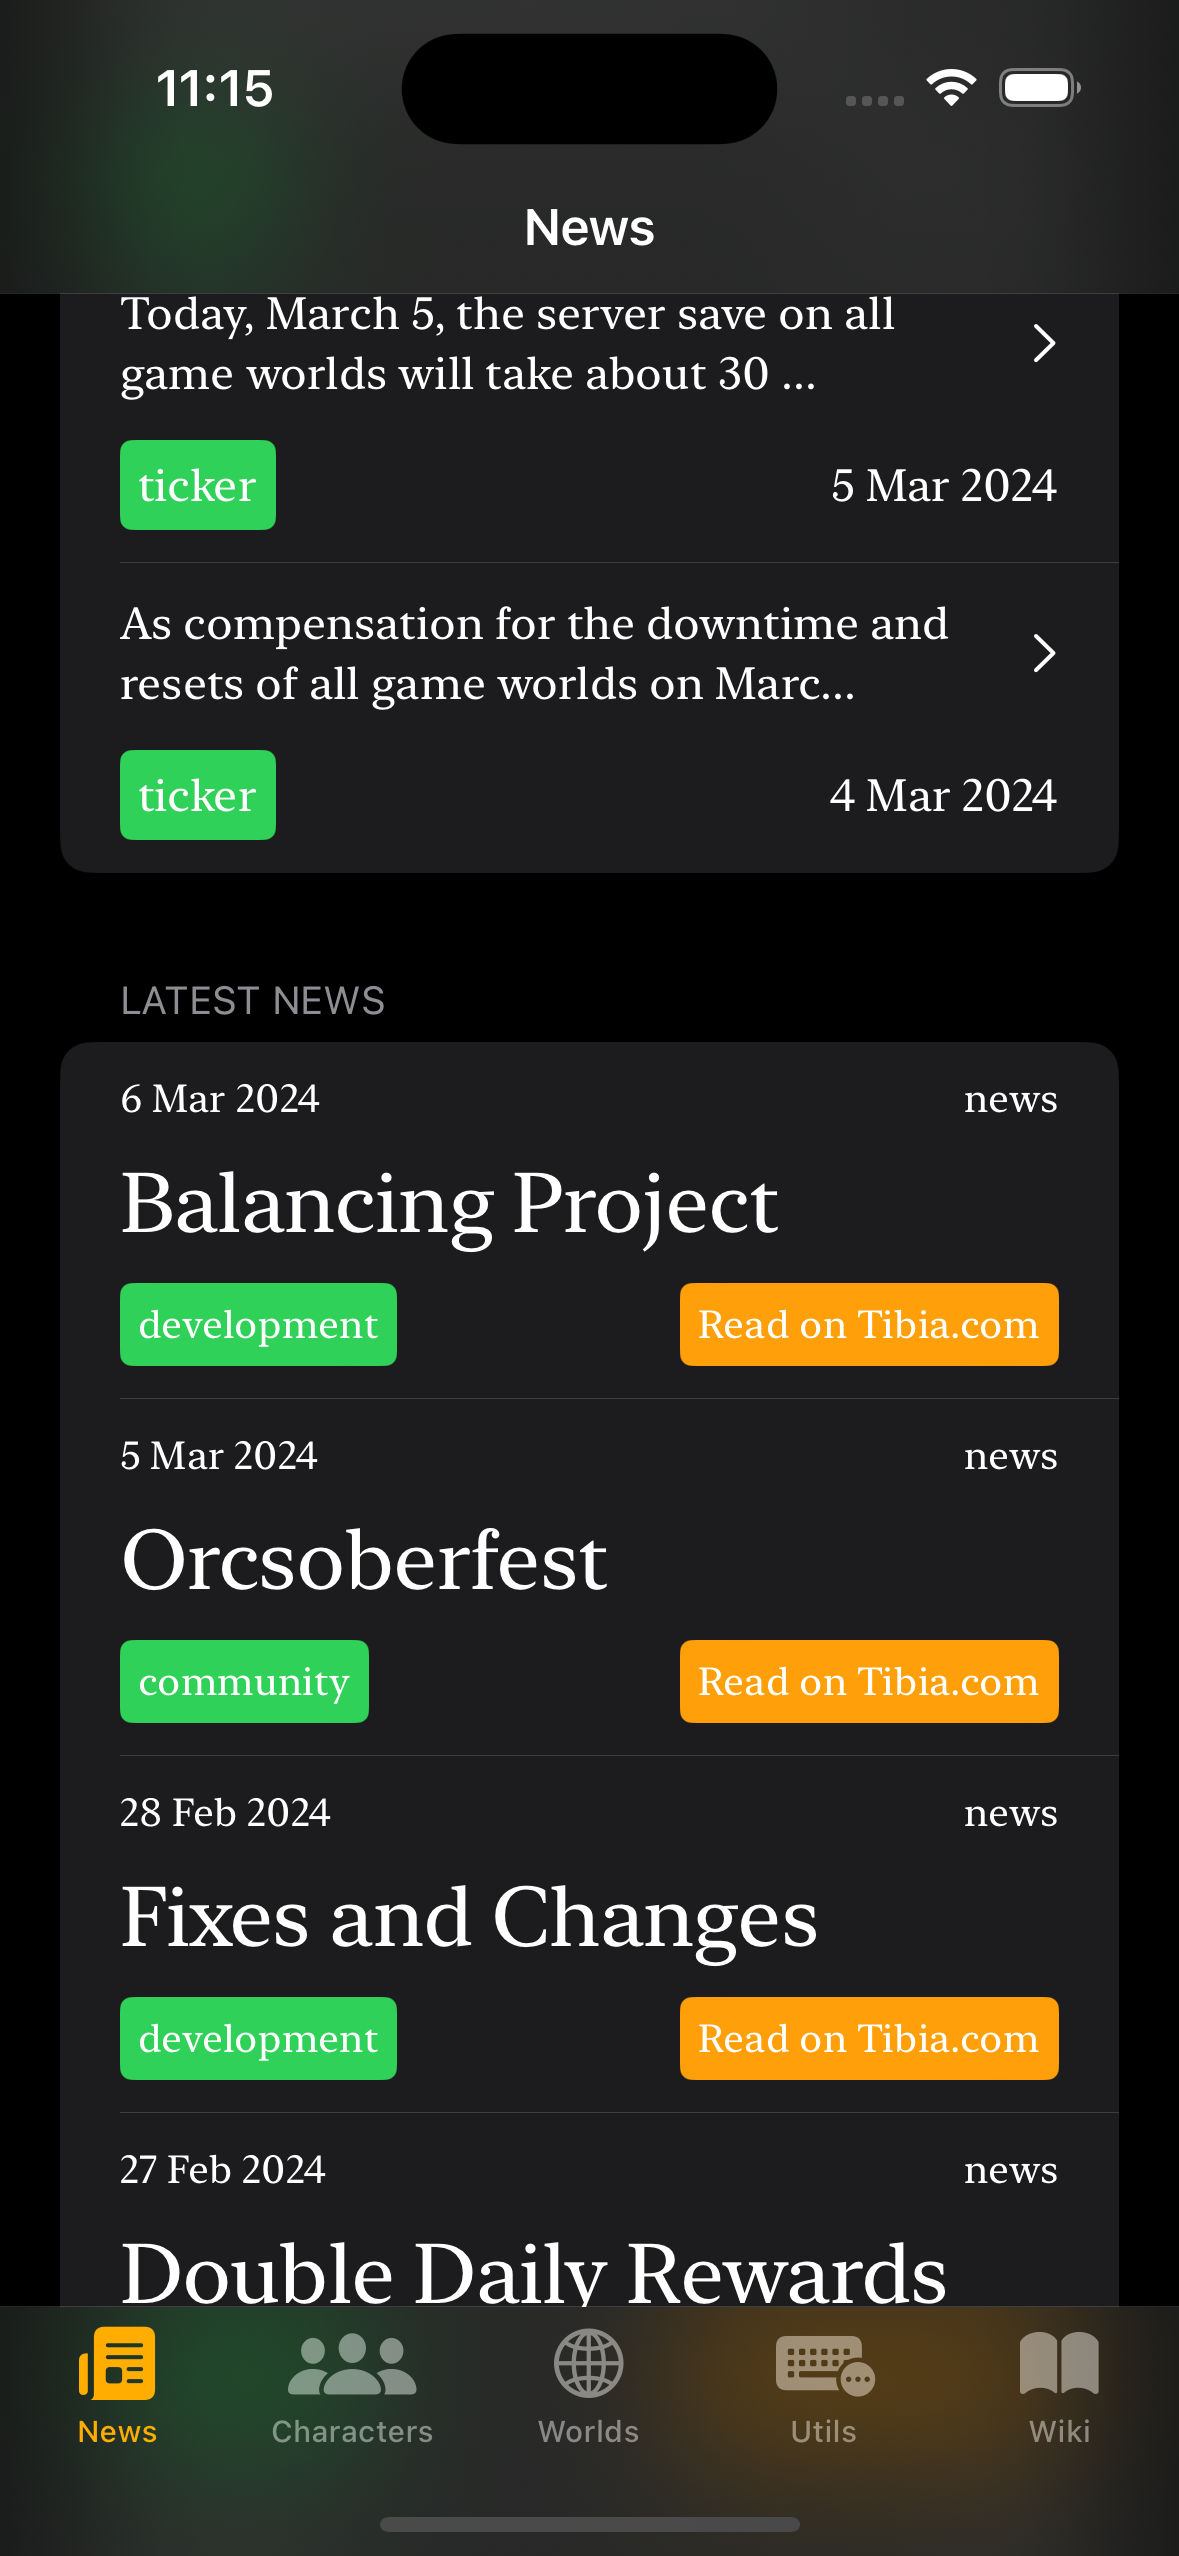 11:15
News
Today, March 5, the server save on all
game worlds will take about 30 ...
ticker
5 Mar 2024
As compensation for the downtime and
resets of all game worlds on Marc...
ticker
4 Mar 2024
LATEST NEWS
6 Mar 2024
news
Balancing Project
development
Read on Tibia.com
5 Mar 2024
news
Orcsoberfest
community
Read on Tibia.com
28 Feb 2024
news
Fixes and Changes
development
Read on Tibia.com
27 Feb 2024
news
Double Daily Rewards
News
Characters
Worlds
Utils
Wiki